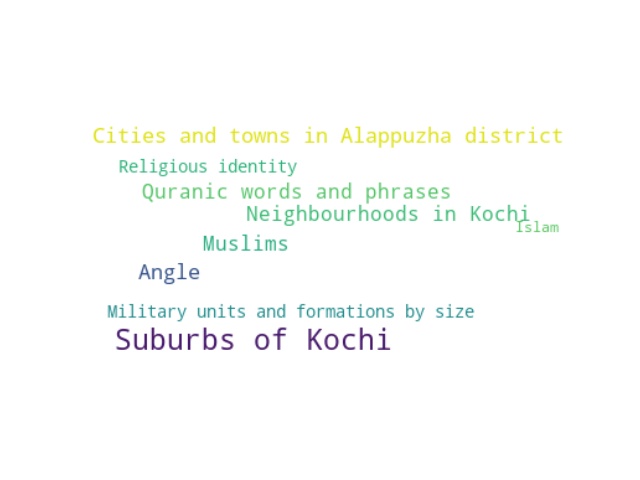 Cities and towns in Alappuzha district
Religious identity
Quranic words and phrases
Neighbourhoods in Kochi
Islam
Muslims
Angle
Military units and formations by size
Suburbs of Kochi